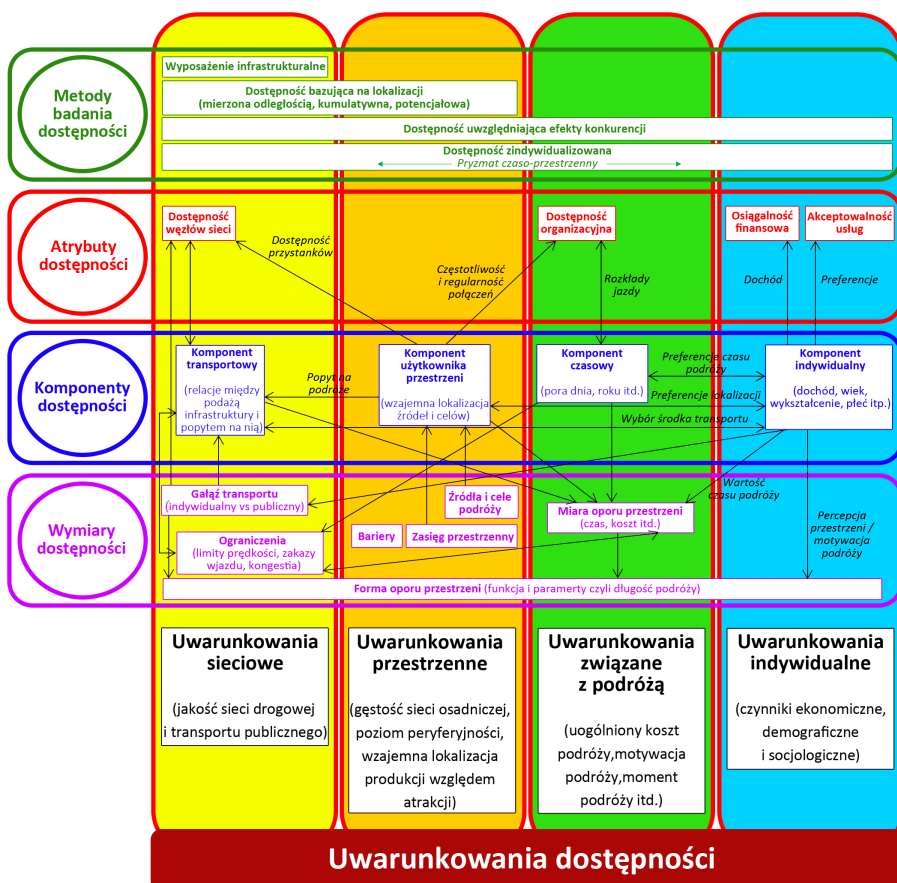 Metody
badania
dostępności
Wyposażenie infrastrukturalne
Dostępność bazująca na lokalizacji
(mierzona odległością, kumulatywna, potencjałowa)
Dostępność uwzględniająca efekty konkurencji
Dostępność zindywidualizowana
Pryzmat czaso-przestrzenny
Atrybuty
dostępności
Dostępność
węzłów sieci
Dostępność
przystanków
Częstotliwość
i regularność
połączeń
Dostępność
organizacyjna
Rozkłady
jazdy
Osiągalność
finansowa
Akceptowalność
usług
Dochód
Preferencje
Komponenty
dostępności
Komponent
transportowy
(relacje między
podażą
infrastruktury i
popytem na nią)
Popyt na
podróże
Komponent
użytkownika
przestrzeni
(wzajemna lokalizacja
źródeł i celów)
Komponent
czasowy
(pora dnia, roku itd.)
Preferencje czasu
podróży
Preferencje lokalizacji
Wybór środka transportu
Komponent
indywidualny
(dochód, wiek,
wykształcenie, płeć itp.)
Wymiary
dostępności
Gałąź transportu
(indywidualny vs publiczny)
Ograniczenia
(limity prędkości, zakazy
wjazdu, kongestia)
Bariery
Zasięg przestrzenny
Źródła i cele
podróży
Miara oporu przestrzeni
(czas, koszt itd.)
Wartość
czasu podróży
Percepcja
przestrzeni /
motywacja
podróży
Forma oporu przestrzeni (funkcja i paramerty czyli długość podróży)
Uwarunkowania
sieciowe
(jakość sieci drogowej
i transportu publicznego)
Uwarunkowania
przestrzenne
(gęstość sieci osadniczej,
poziom peryferyjności,
wzajemna lokalizacja
produkcji względem
atrakcji)
Uwarunkowania
związane
z podróżą
(uogólniony koszt
podróży,motywacja
podróży,moment
podróży itd.)
Uwarunkowania
indywidualne
(czynniki ekonomiczne,
demograficzne
i socjologiczne)
Uwarunkowania dostępności